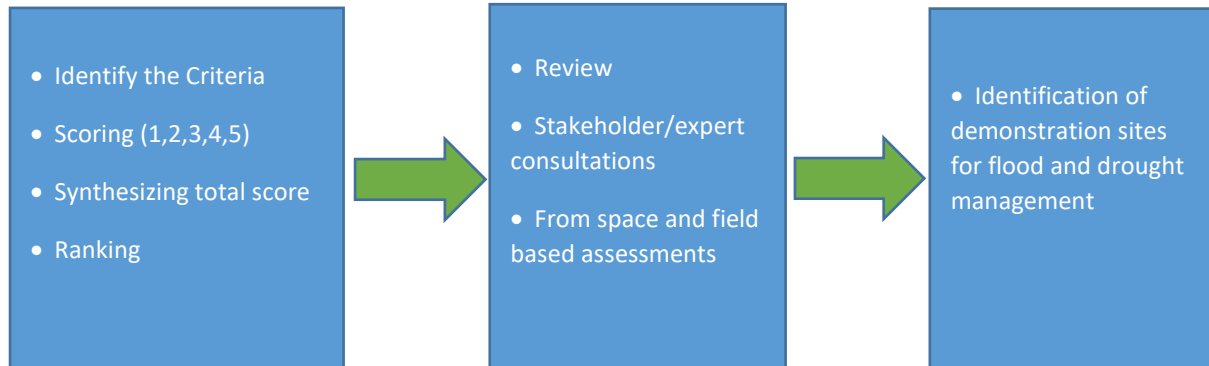 • Identify the Criteria
• Scoring (1,2,3,4,5)
• Synthesizing total score
• Ranking
• Review
• Stakeholder/expert
consultations
• From space and field
based assessments
• Identification of
demonstration sites
for flood and drought
management